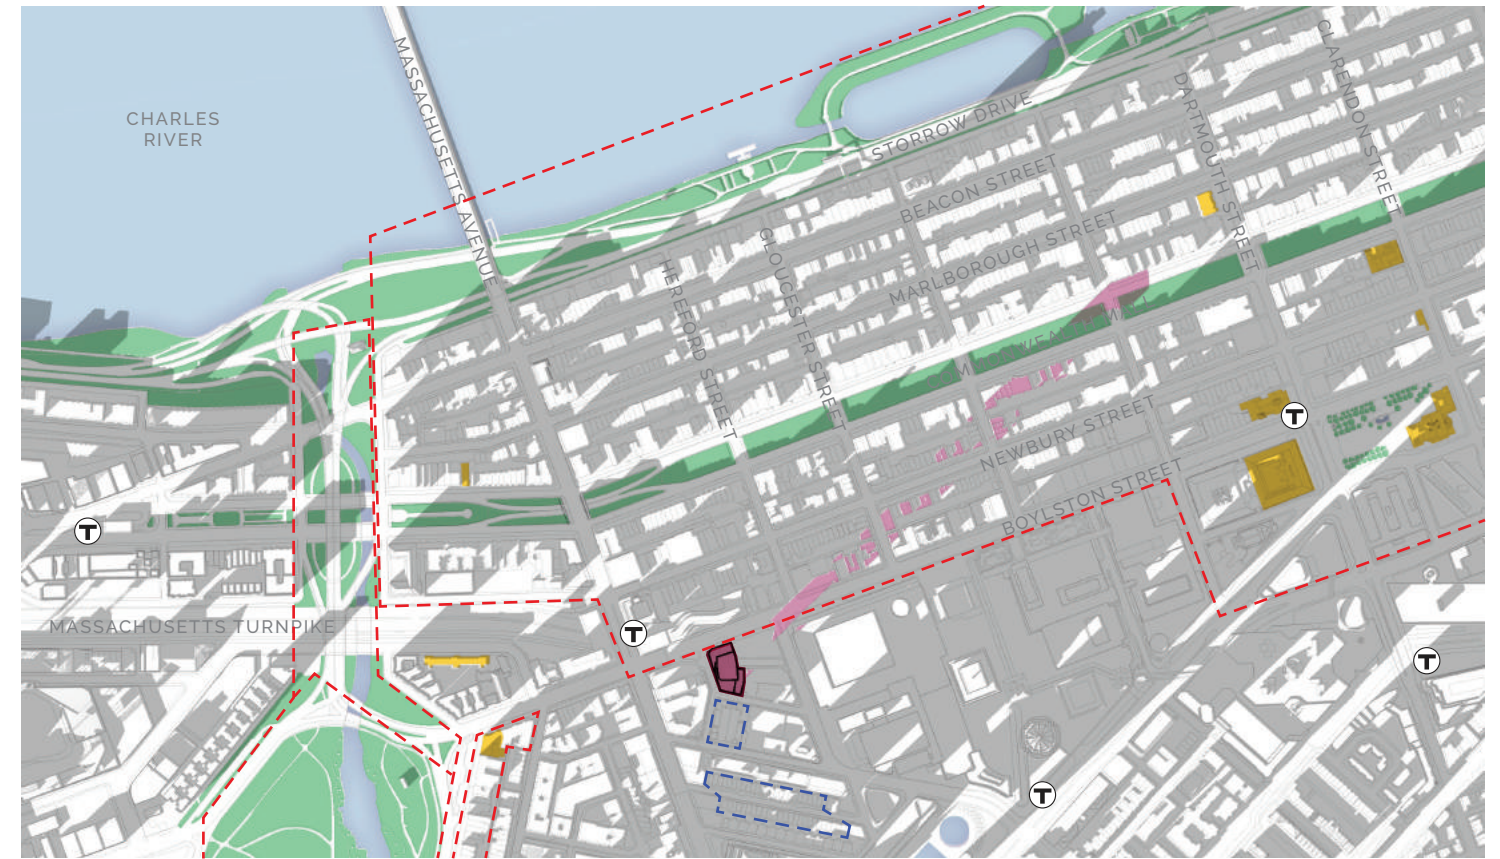 CHARLES
RIVER
MASSACHUSETTS AVENUE
STORROW DRIVE
BEACON STREET
MARLBOROUGH STREET
DARTMOUTH STREET
CLARENDON STREET
HEREFORD STREET
GLOUCESTER STREET
NEWBURY STREET
BOYLSTON STREET
MASSACHUSETTS TURNPIKE
T
T
T
T
T